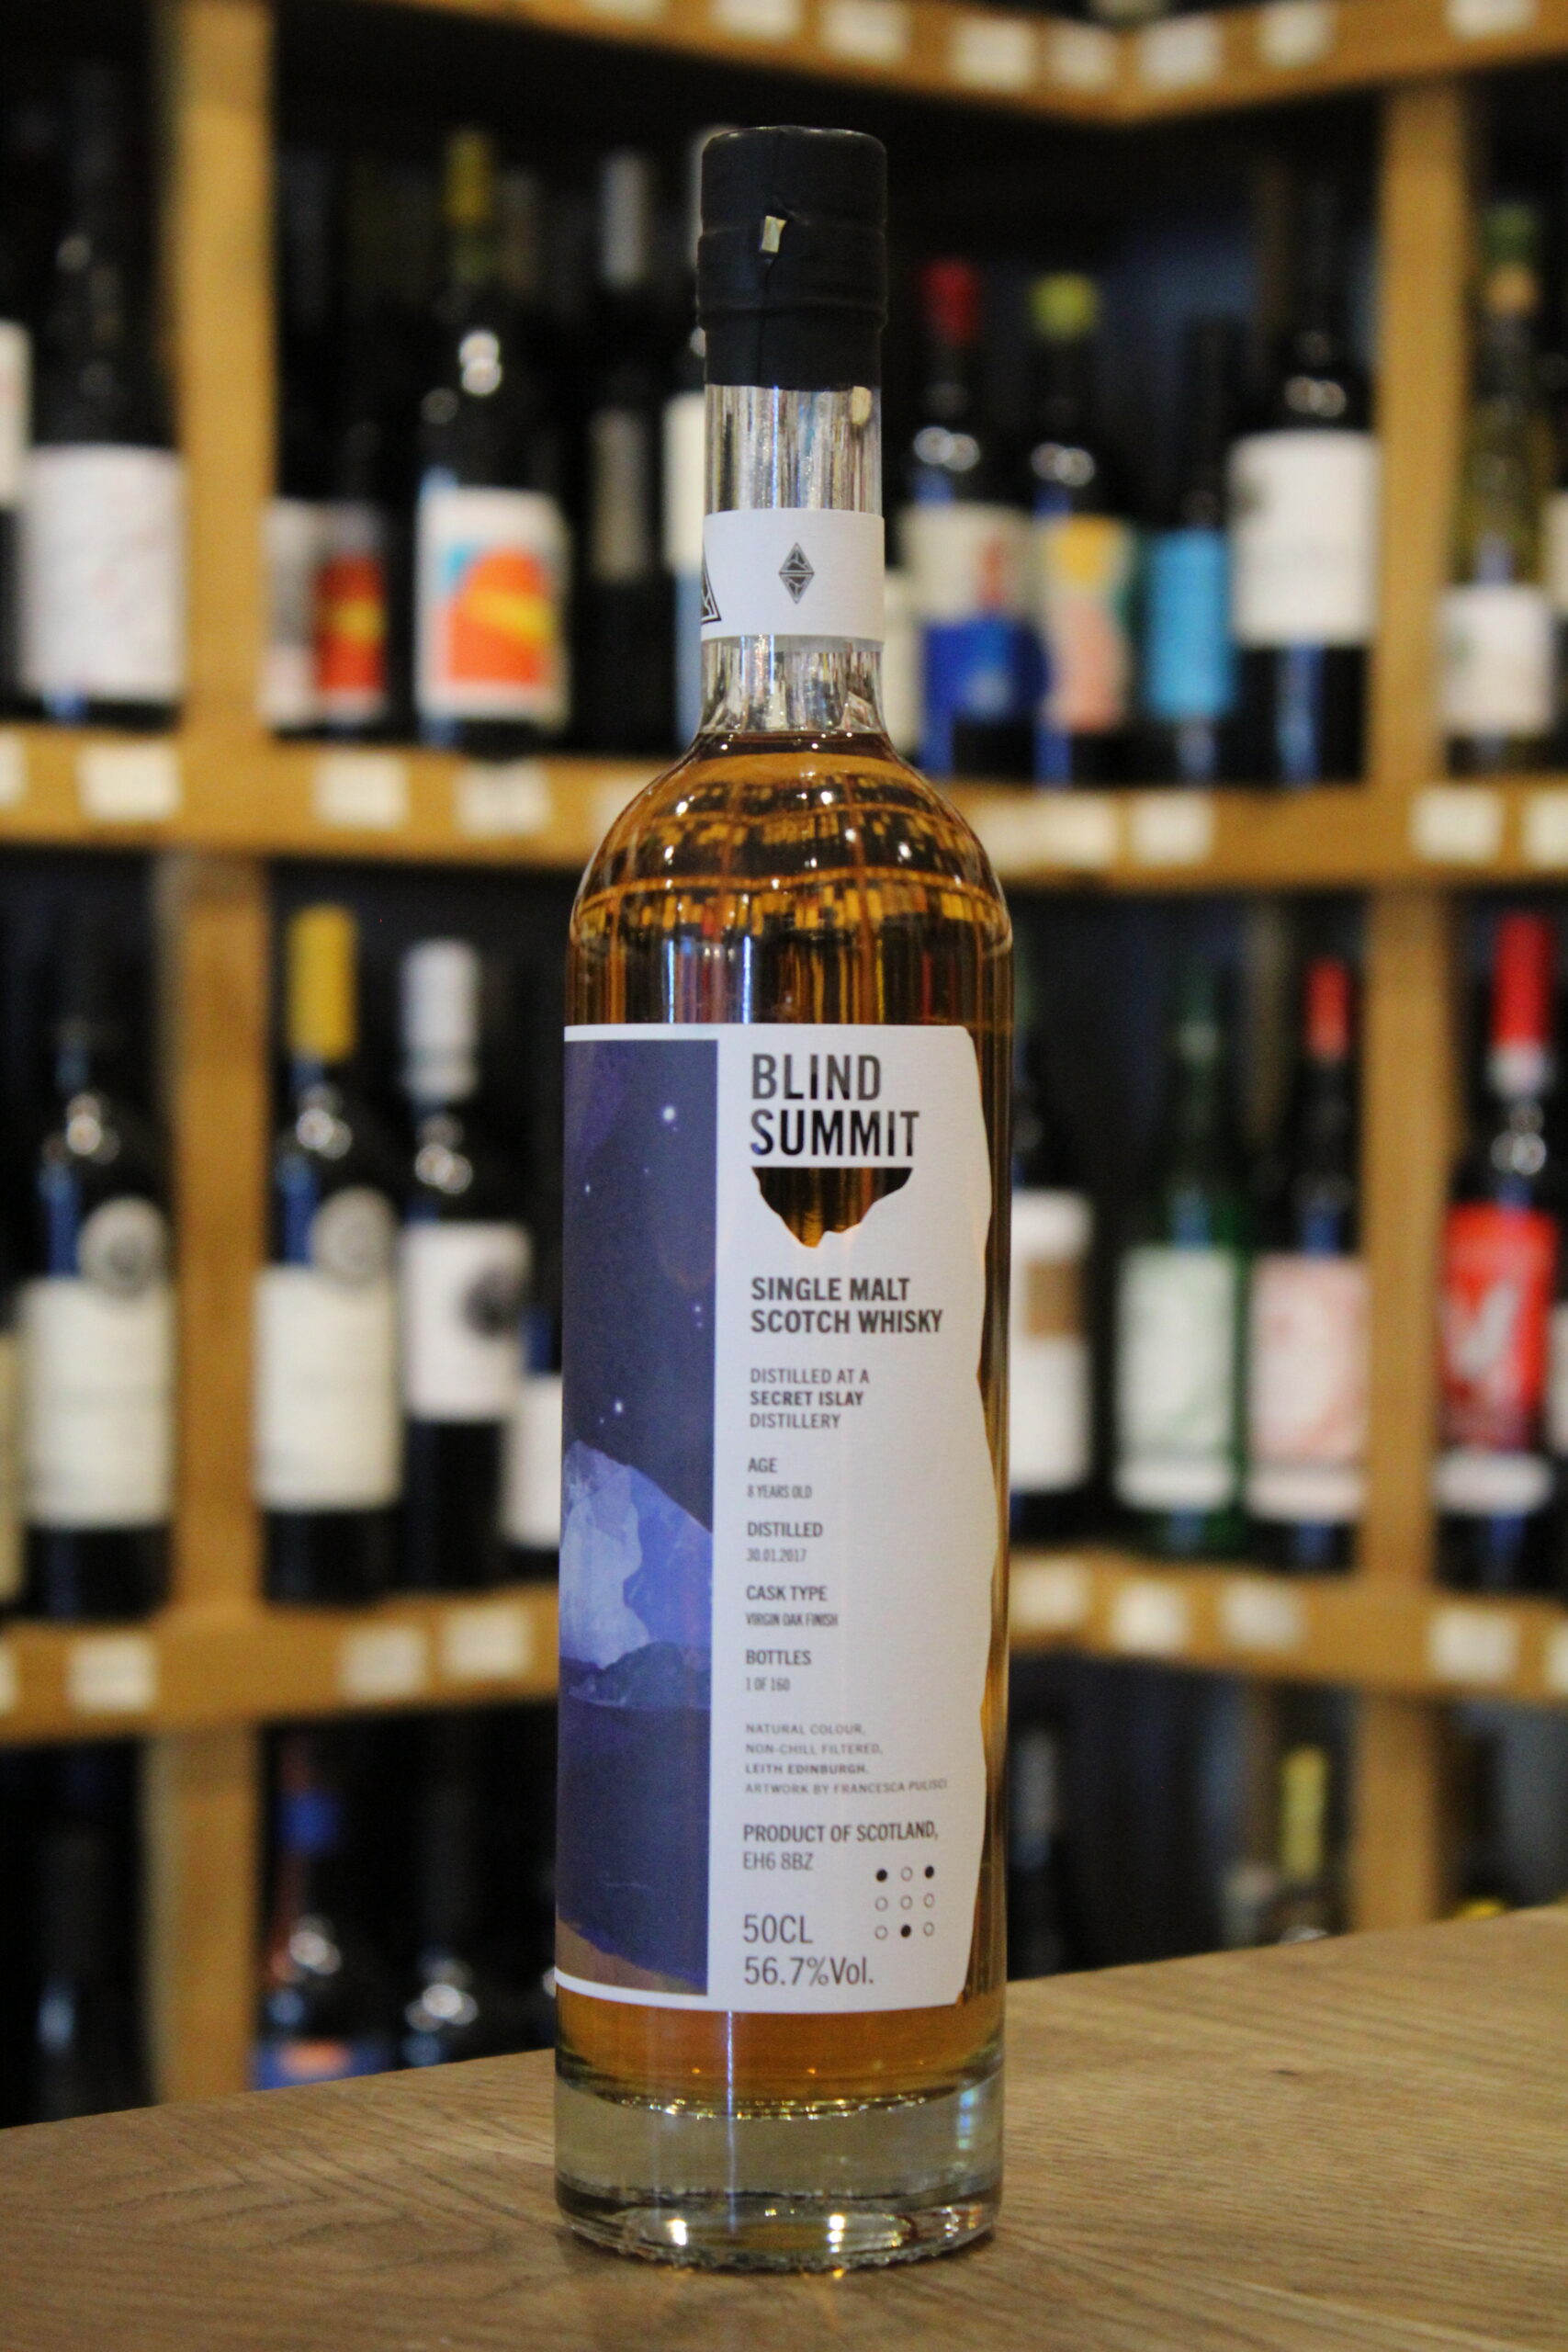 BLIND
SUMMIT
SINGLE MALT
SCOTCH WHISKY
DISTILLED AT A
SECRET ISLAY
DISTILLERY
AGE
8 YEARS OLD
DISTILLED
30.01.2017
CASK TYPE
VIRGIN OAK FINISH
BOTTLES
1 OF 160
NATURAL COLOUR,
NON-CHILL FILTERED,
LEITH EDINBURGH.
ARTWORK BY FRANCESCA PULISCI
PRODUCT OF SCOTLAND,
EH6 8BZ
50CL
56.7%Vol.